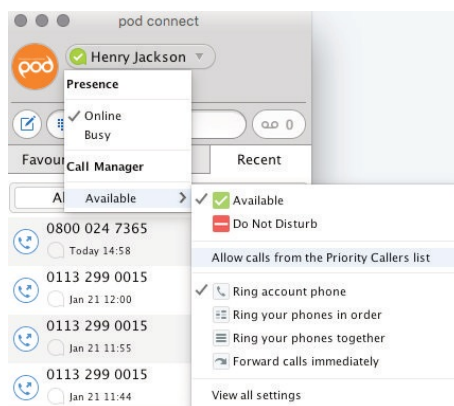 pod connect
pod
Henry Jackson
Presence
Online
Busy
0
Favou
Call Manager
Recent
Al
Available
Available
Do Not Disturb
0800 024 7365
Today 14:58
Allow calls from the Priority Callers list
0113 299 0015
Jan 21 12:00
Ring account phone
Ring your phones in order
0113 299 0015
Jan 21 11:55
Ring your phones together
Forward calls immediately
0113 299 0015
Jan 21 11:44
View all settings